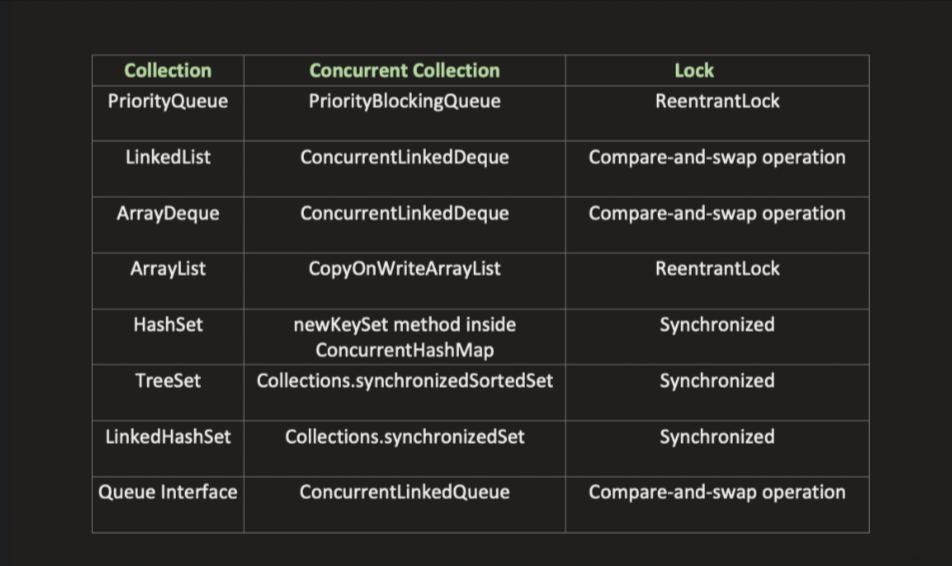 Collection Concurrent Collection Lock
PriorityQueue PriorityBlockingQueue ReentrantLock
LinkedList ConcurrentLinkedDeque Compare-and-swap operation
ArrayDeque ConcurrentLinkedDeque Compare-and-swap operation
ArrayList CopyOnWriteArrayList ReentrantLock
HashSet newKeySet method inside Synchronized
ConcurrentHashMap
TreeSet Collections.synchronizedSortedSet Synchronized
LinkedHashSet Collections.synchronizedSet Synchronized
Queue Interface ConcurrentLinkedQueue Compare-and-swap operation